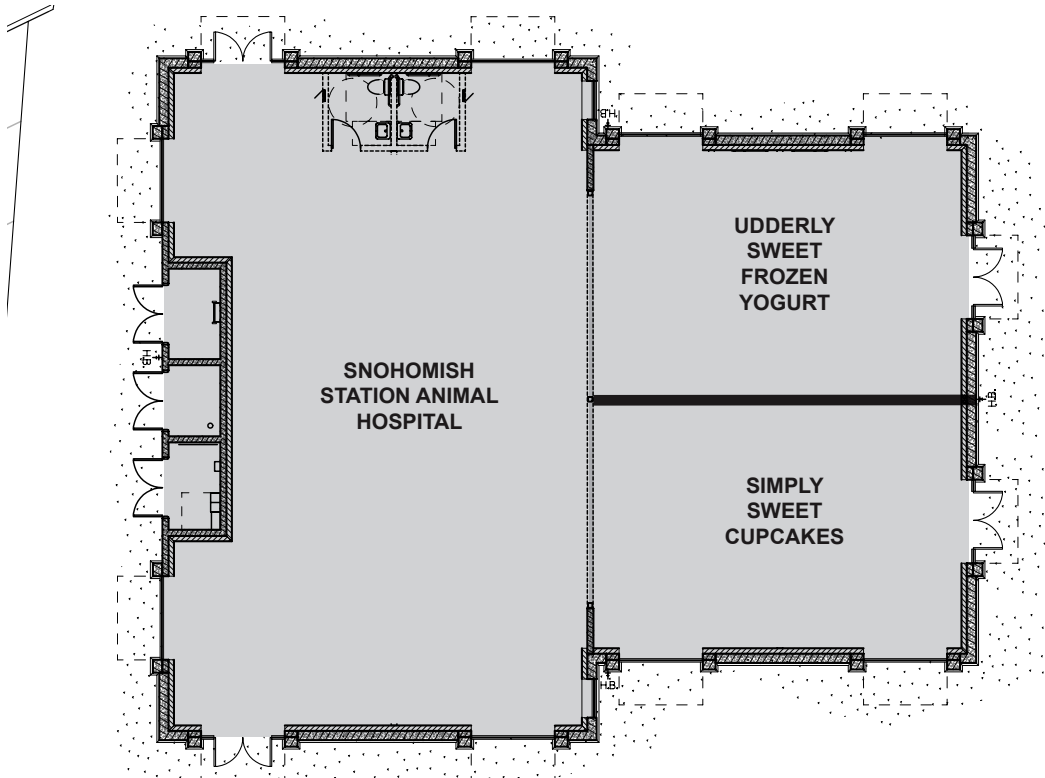 H.B.
UDDERLY
SWEET
FROZEN
YOGURT
H.B.
SNOHOMISH
STATION ANIMAL
HOSPITAL
H.B.
SIMPLY
SWEET
CUPCAKES
H.B.